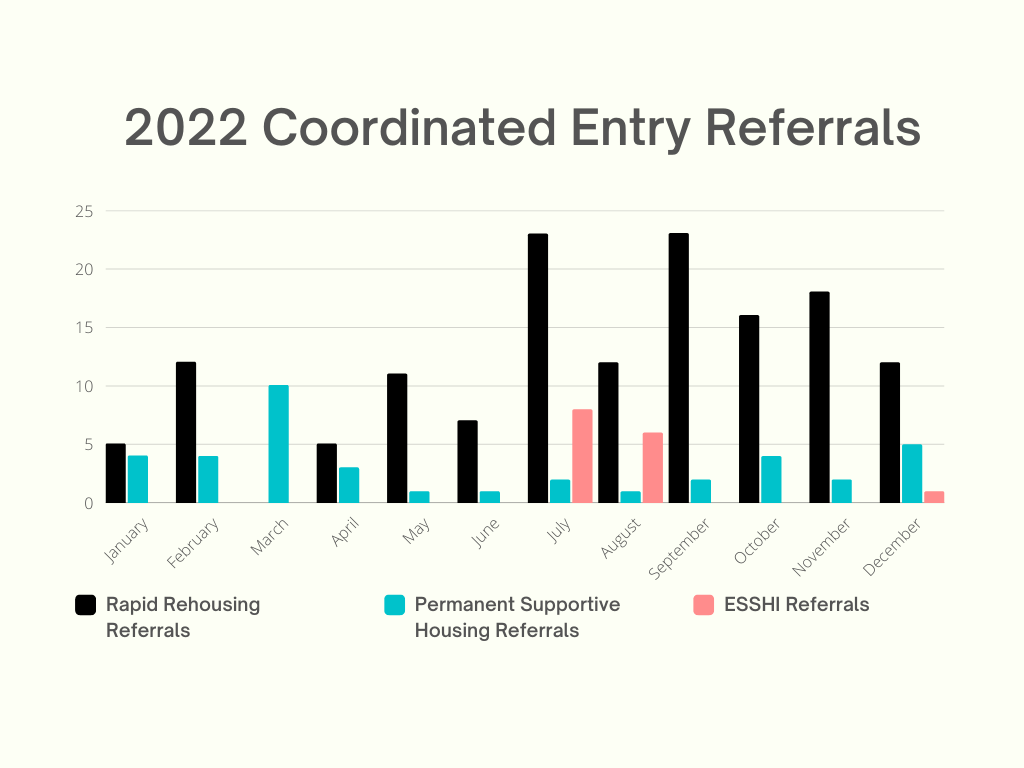 2022 Coordinated Entry Referrals
25
20
15
10
5
0
January
February
March
April
May
June
July
August
September
October
November
December
Rapid Rehousing
Referrals
Permanent Supportive
Housing Referrals
ESSHI Referrals